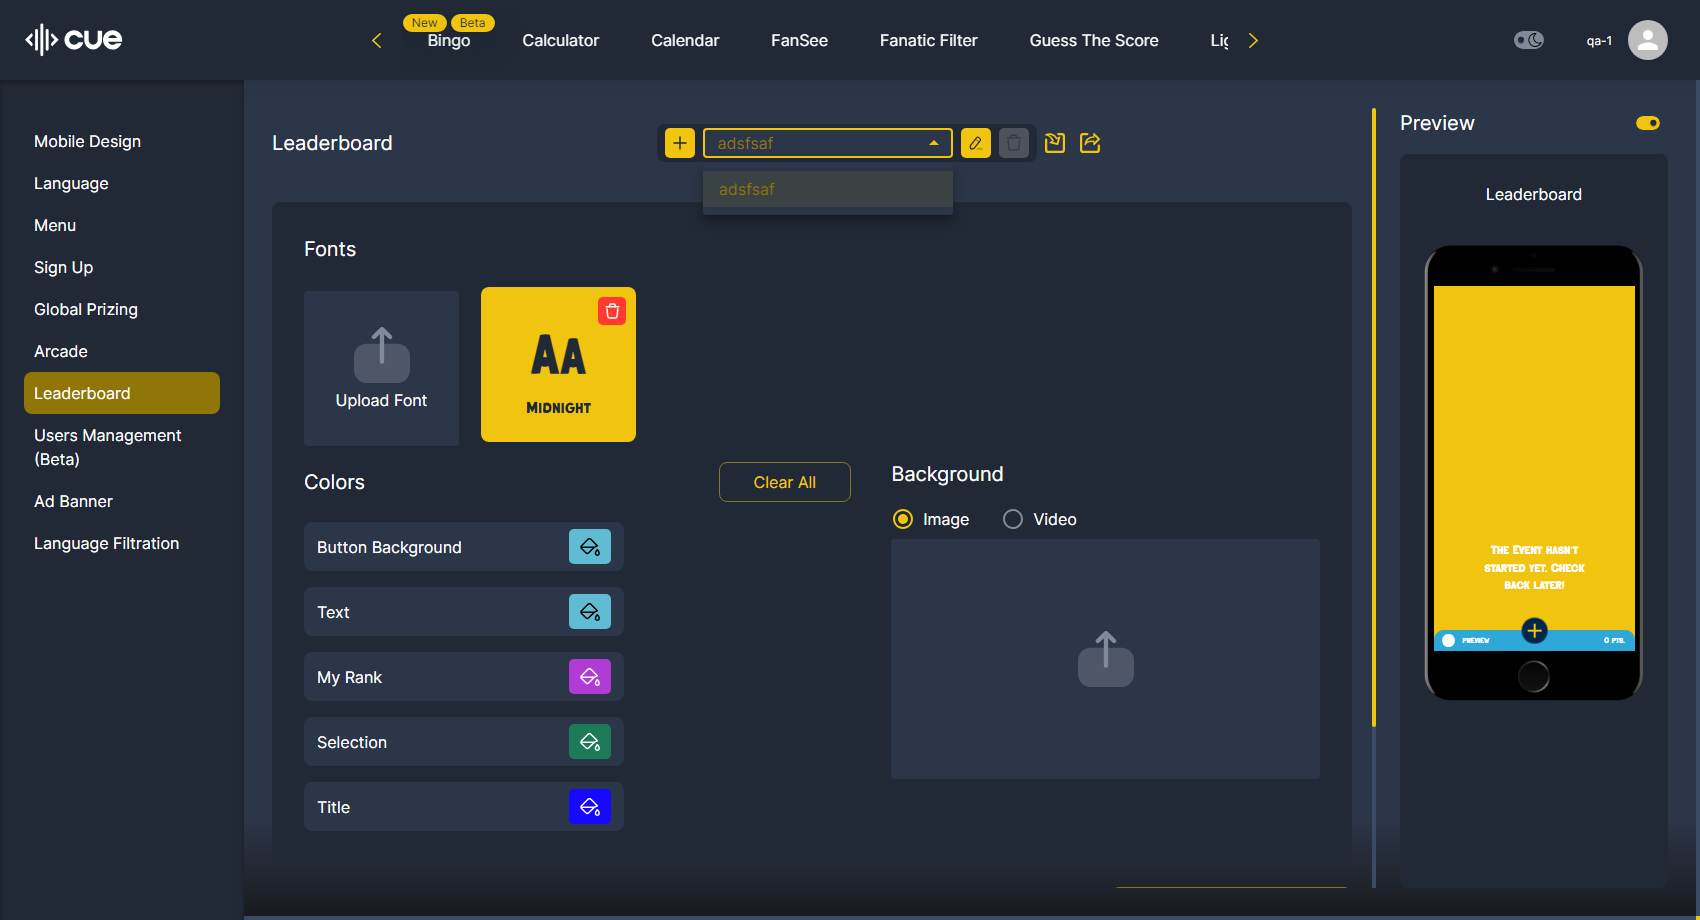 cue
New
Beta
Bingo
Calculator
Calendar
FanSee
Fanatic Filter
Guess The Score
qa-1
Mobile Design
Language
Menu
Sign Up
Global Prizing
Arcade
Leaderboard
Users Management
(Beta)
Ad Banner
Language Filtration
Leaderboard
adsfsaf
adsfsaf
Fonts
Upload Font
Aa
Midnight
Colors
Clear All
Button Background
Text
My Rank
Selection
Title
Background
Image
Video
Preview
Leaderboard
The Event hasn't
started yet. Check
back later!
Preview
0 pts.